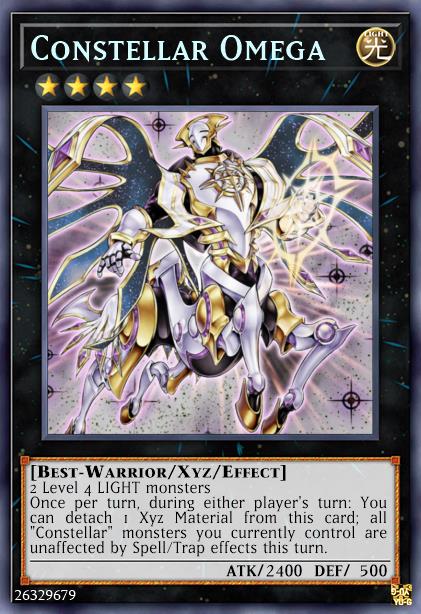 CONSTELLAR OMEGA
LIGHT
光
[BEST-WARRIOR/XYZ/EFFECT]
2 Level 4 LIGHT monsters
Once per turn, during either player's turn: You
can detach 1 Xyz Material from this card; all
"Constellar" monsters you currently control are
unaffected by Spell/Trap effects this turn.
ATK/2400 DEF/ 500
26329679